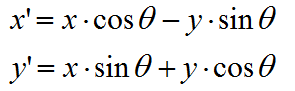 x' = x · cos θ − y · sin θ
y' = x · sin θ + y · cos θ